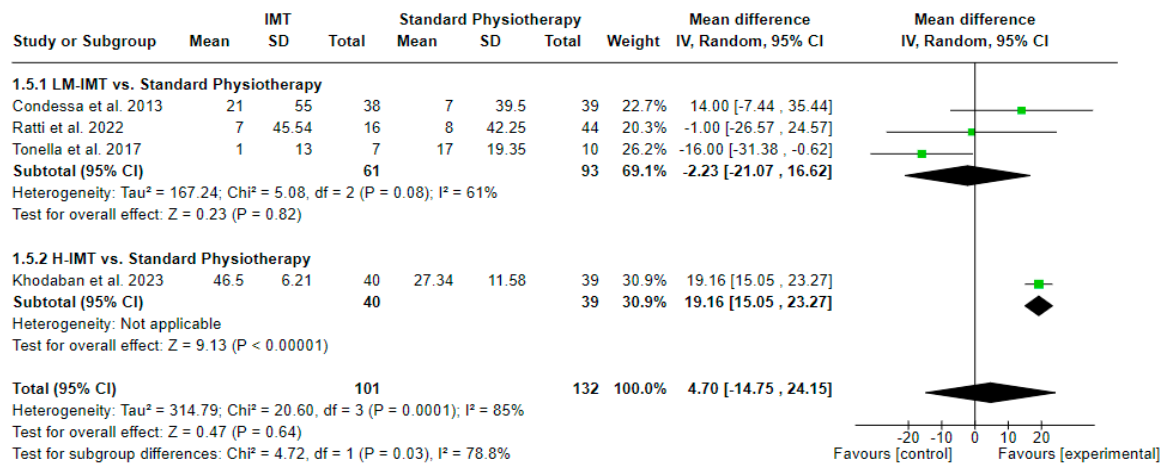 IMT Standard Physiotherapy Mean difference Mean difference
Study or Subgroup Mean SD Total Mean SD Total Weight IV, Random, 95% CI IV, Random, 95% CI
1.5.1 LM-IMT vs. Standard Physiotherapy
Condessa et al. 2013 21 55 38 7 39.5 39 22.7% 14.00 [-7.44 , 35.44]
Ratti et al. 2022 7 45.54 16 8 42.25 44 20.3% -1.00 [-26.57 , 24.57]
Tonella et al. 2017 1 13 7 17 19.35 10 26.2% -16.00 [-31.38 , -0.62]
Subtotal (95% CI) 61 93 69.1% -2.23 [-21.07 , 16.62]
Heterogeneity: Tau² = 167.24; Chi² = 5.08, df = 2 (P = 0.08); I² = 61%
Test for overall effect: Z = 0.23 (P = 0.82)
1.5.2 H-IMT vs. Standard Physiotherapy
Khodaban et al. 2023 46.5 6.21 40 27.34 11.58 39 30.9% 19.16 [15.05 , 23.27]
Subtotal (95% CI) 40 39 30.9% 19.16 [15.05 , 23.27]
Heterogeneity: Not applicable
Test for overall effect: Z = 9.13 (P < 0.00001)
Total (95% CI) 101 132 100.0% 4.70 [-14.75 , 24.15]
Heterogeneity: Tau² = 314.79; Chi² = 20.60, df = 3 (P = 0.0001); I² = 85%
Test for overall effect: Z = 0.47 (P = 0.64)
Test for subgroup differences: Chi² = 4.72, df = 1 (P = 0.03), I² = 78.8%
-20 -10 0 10 20
Favours [control] Favours [experimental]